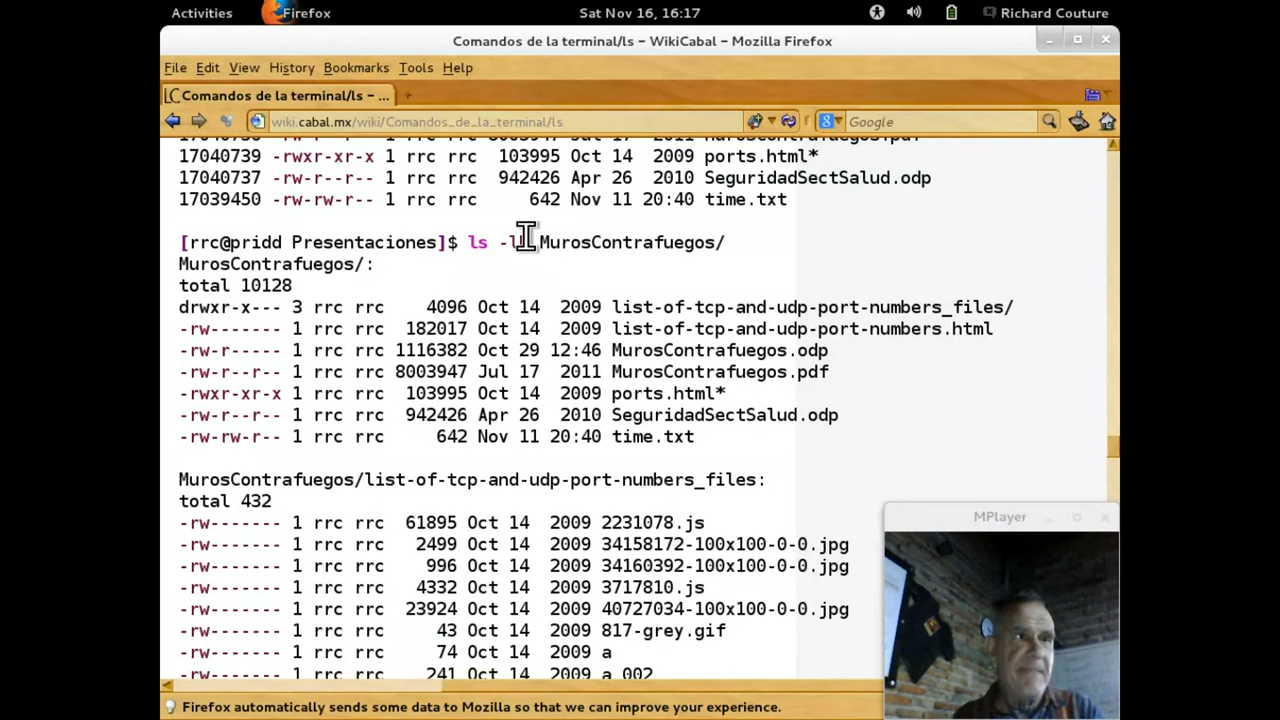 Activities Firefox Sat Nov 16, 16:17 Richard Couture
Comandos de la terminal/ls – WikiCabal – Mozilla Firefox
File Edit View History Bookmarks Tools Help
Comandos de la terminal/ls – ...
wiki.cabal.mx/wiki/Comandos_de_la_terminal/ls Google
17040739 -rwxr-xr-x 1 rrc rrc 103995 Oct 14 2009 ports.html*
17040737 -rw-r--r-- 1 rrc rrc 942426 Apr 26 2010 SeguridadSectSalud.odp
17039450 -rw-rw-r-- 1 rrc rrc 642 Nov 11 20:40 time.txt
[rrc@pridd Presentaciones]$ ls MurosContrafuegos/
MurosContrafuegos/:
total 10128
drwxr-x--- 3 rrc rrc 4096 Oct 14 2009 list-of-tcp-and-udp-port-numbers_files/
-rw------- 1 rrc rrc 182017 Oct 14 2009 list-of-tcp-and-udp-port-numbers.html
-rw-r----- 1 rrc rrc 1116382 Oct 29 12:46 MurosContrafuegos.odp
-rw-r----- 1 rrc rrc 8003947 Jul 17 2011 MurosContrafuegos.pdf
-rwxr-xr-x 1 rrc rrc 103995 Oct 14 2009 ports.html*
-rw-r--r-- 1 rrc rrc 942426 Apr 26 2010 SeguridadSectSalud.odp
-rw-rw-r-- 1 rrc rrc 642 Nov 11 20:40 time.txt
MurosContrafuegos/list-of-tcp-and-udp-port-numbers_files:
total 432
-rw------- 1 rrc rrc 61895 Oct 14 2009 2231078.js
-rw------- 1 rrc rrc 2499 Oct 14 2009 34158172-100x100-0-0.jpg
-rw------- 1 rrc rrc 996 Oct 14 2009 34160392-100x100-0-0.jpg
-rw------- 1 rrc rrc 4332 Oct 14 2009 3717810.js
-rw------- 1 rrc rrc 23924 Oct 14 2009 40727034-100x100-0-0.jpg
-rw------- 1 rrc rrc 43 Oct 14 2009 817-grey.gif
-rw------- 1 rrc rrc 74 Oct 14 2009 a
-rw------- 1 rrc rrc 241 Oct 14 2009 a_002
MPlayer
Firefox automatically sends some data to Mozilla so that we can improve your experience.